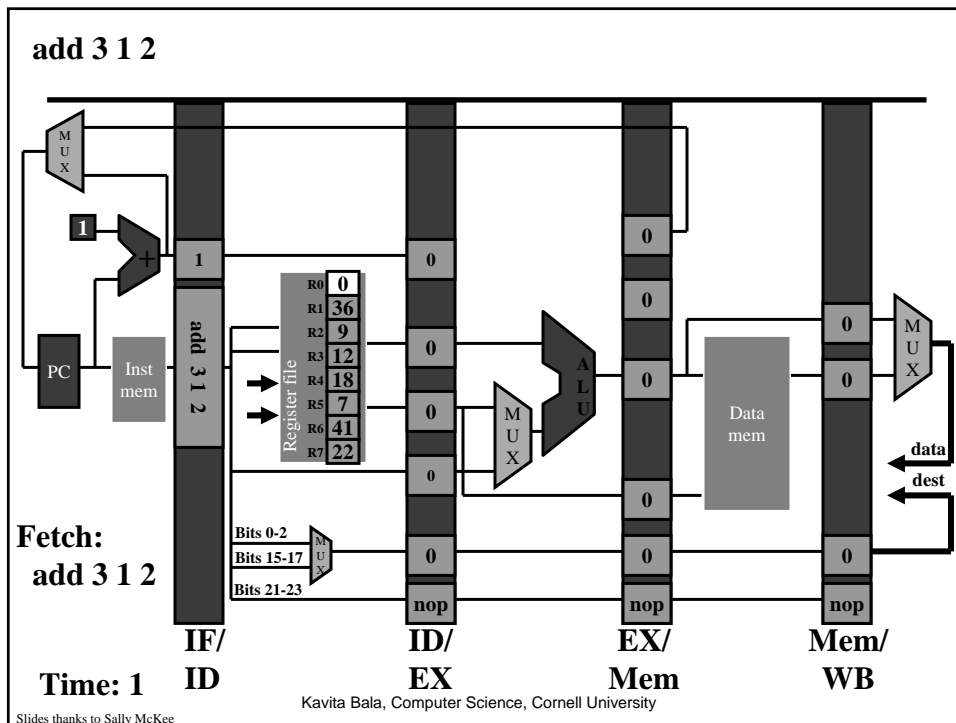 add 3 1 2
M
U
X
1
+
1
0
0
0
R0 0
R1 36
R2 9
R3 12
R4 18
R5 7
R6 41
R7 22
Register file
PC
Inst
mem
add 3 1 2
0
0
0
M
U
X
A
L
U
0
0
Data
mem
0
0
M
U
X
data
dest
Fetch:
add 3 1 2
Bits 0-2
Bits 15-17
Bits 21-23
M
U
X
0
0
0
nop
nop
nop
IF/
ID
ID/
EX
EX/
Mem
Mem/
WB
Time: 1
Kavita Bala, Computer Science, Cornell University
Slides thanks to Sally McKee